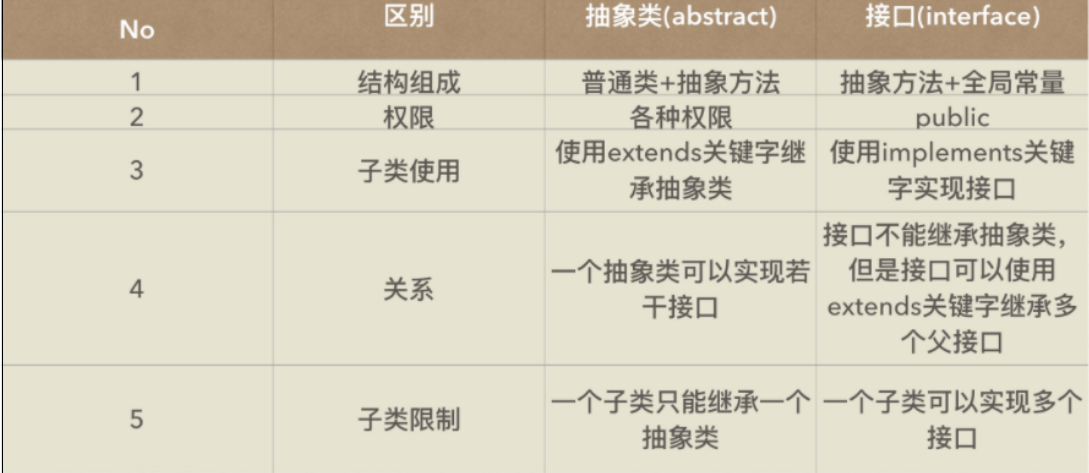 No 区别 抽象类(abstract) 接口(interface)
1 结构组成 普通类+抽象方法 抽象方法+全局常量
2 权限 各种权限 public
3 子类使用 使用extends关键字继
承抽象类 使用implements关键
字实现接口
4 关系 一个抽象类可以实现若
干接口 接口不能继承抽象类，
但是接口可以使用
extends关键字继承多
个父接口
5 子类限制 一个子类只能继承一个
抽象类 一个子类可以实现多个
接口